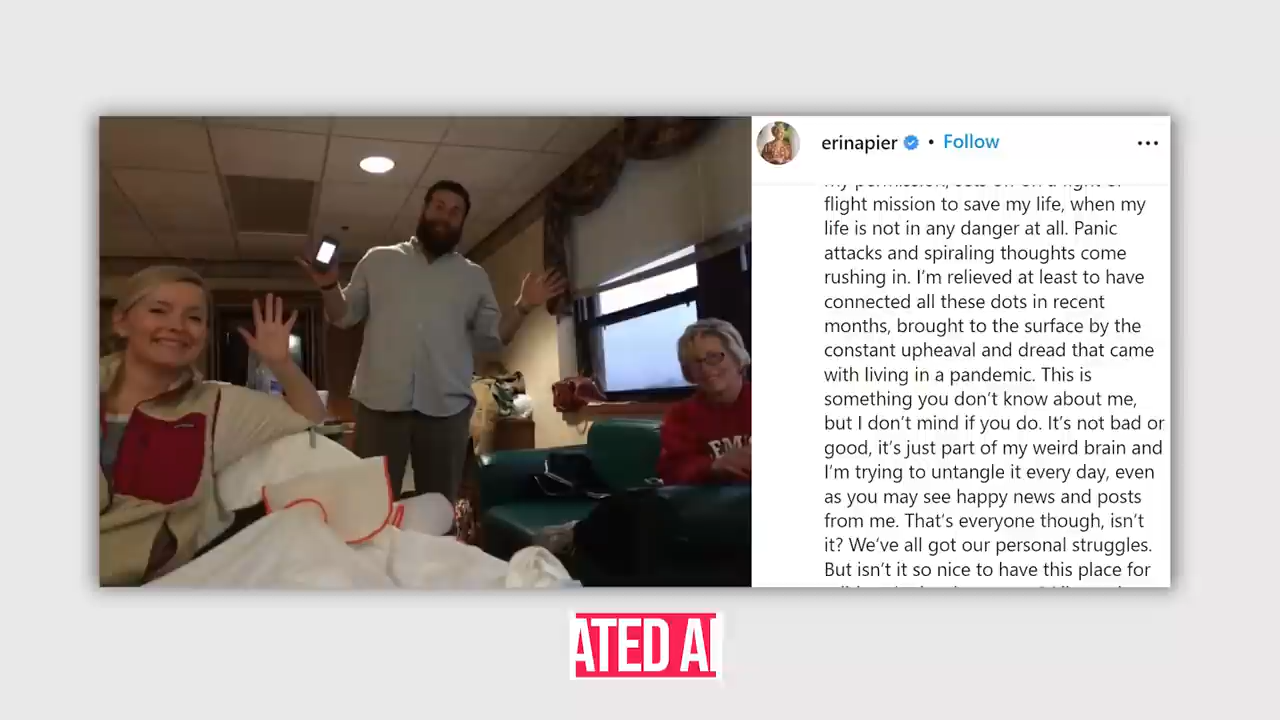 erinapier • Follow
flight mission to save my life, when my
life is not in any danger at all. Panic
attacks and spiraling thoughts come
rushing in. I'm relieved at least to have
connected all these dots in recent
months, brought to the surface by the
constant upheaval and dread that came
with living in a pandemic. This is
something you don't know about me,
but I don't mind if you do. It's not bad or
good, it's just part of my weird brain and
I'm trying to untangle it every day, even
as you may see happy news and posts
from me. That's everyone though, isn't
it? We've all got our personal struggles.
But isn't it so nice to have this place for
ATED A